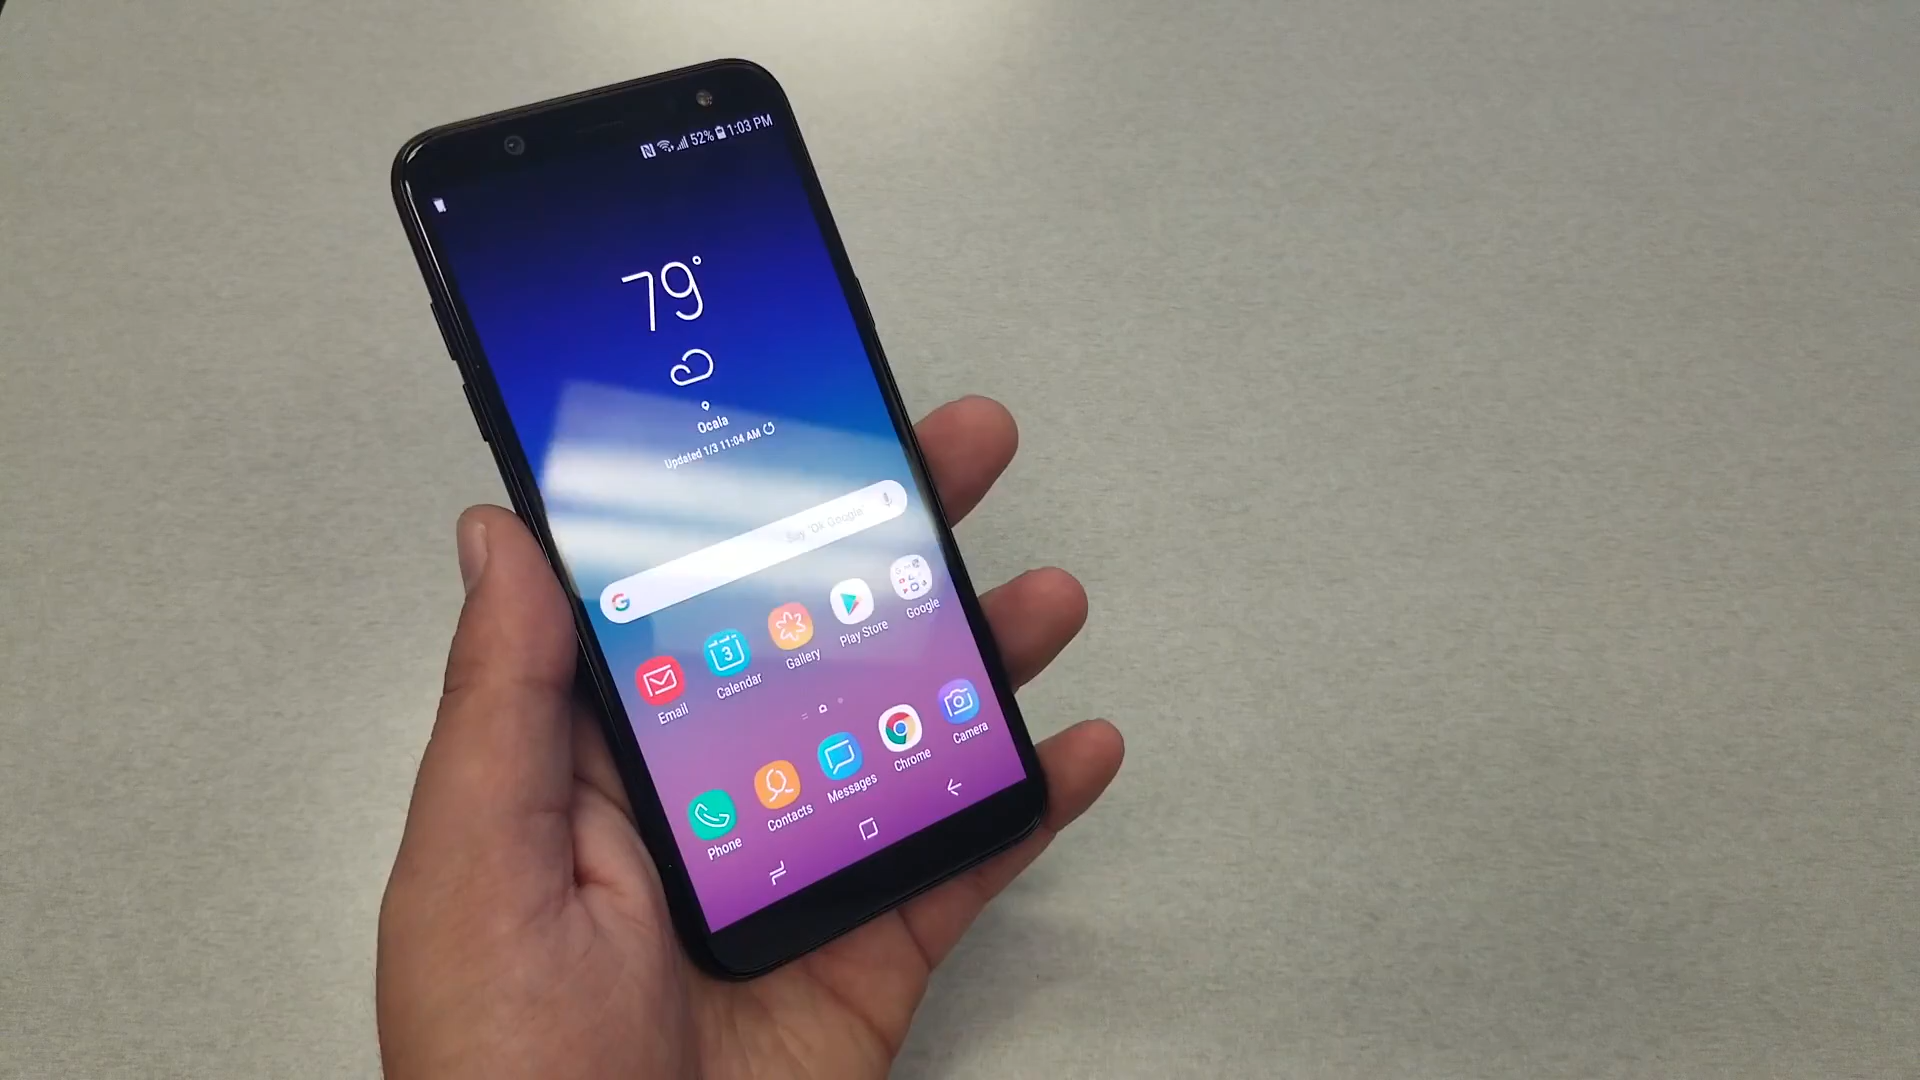 52% 1:03 PM
79°
Ocala
Updated 1/3 11:04 AM
G Say "Ok Google"
Email
3
Calendar
Gallery
Play Store
Google
Phone
Contacts
Messages
Chrome
Camera